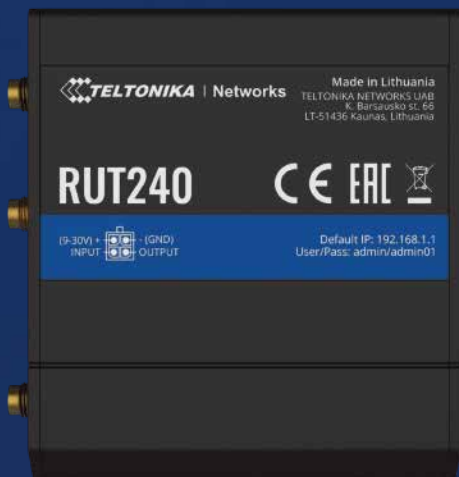 TELTONIKA | Networks
Made in Lithuania
TELTONIKA NETWORKS UAB
K. Barsausko st. 66
LT-51436 Kaunas, Lithuania
RUT240
CE EAC
(9-30V) + - (GND)
INPUT OUTPUT
Default IP: 192.168.1.1
User/Pass: admin/admin01